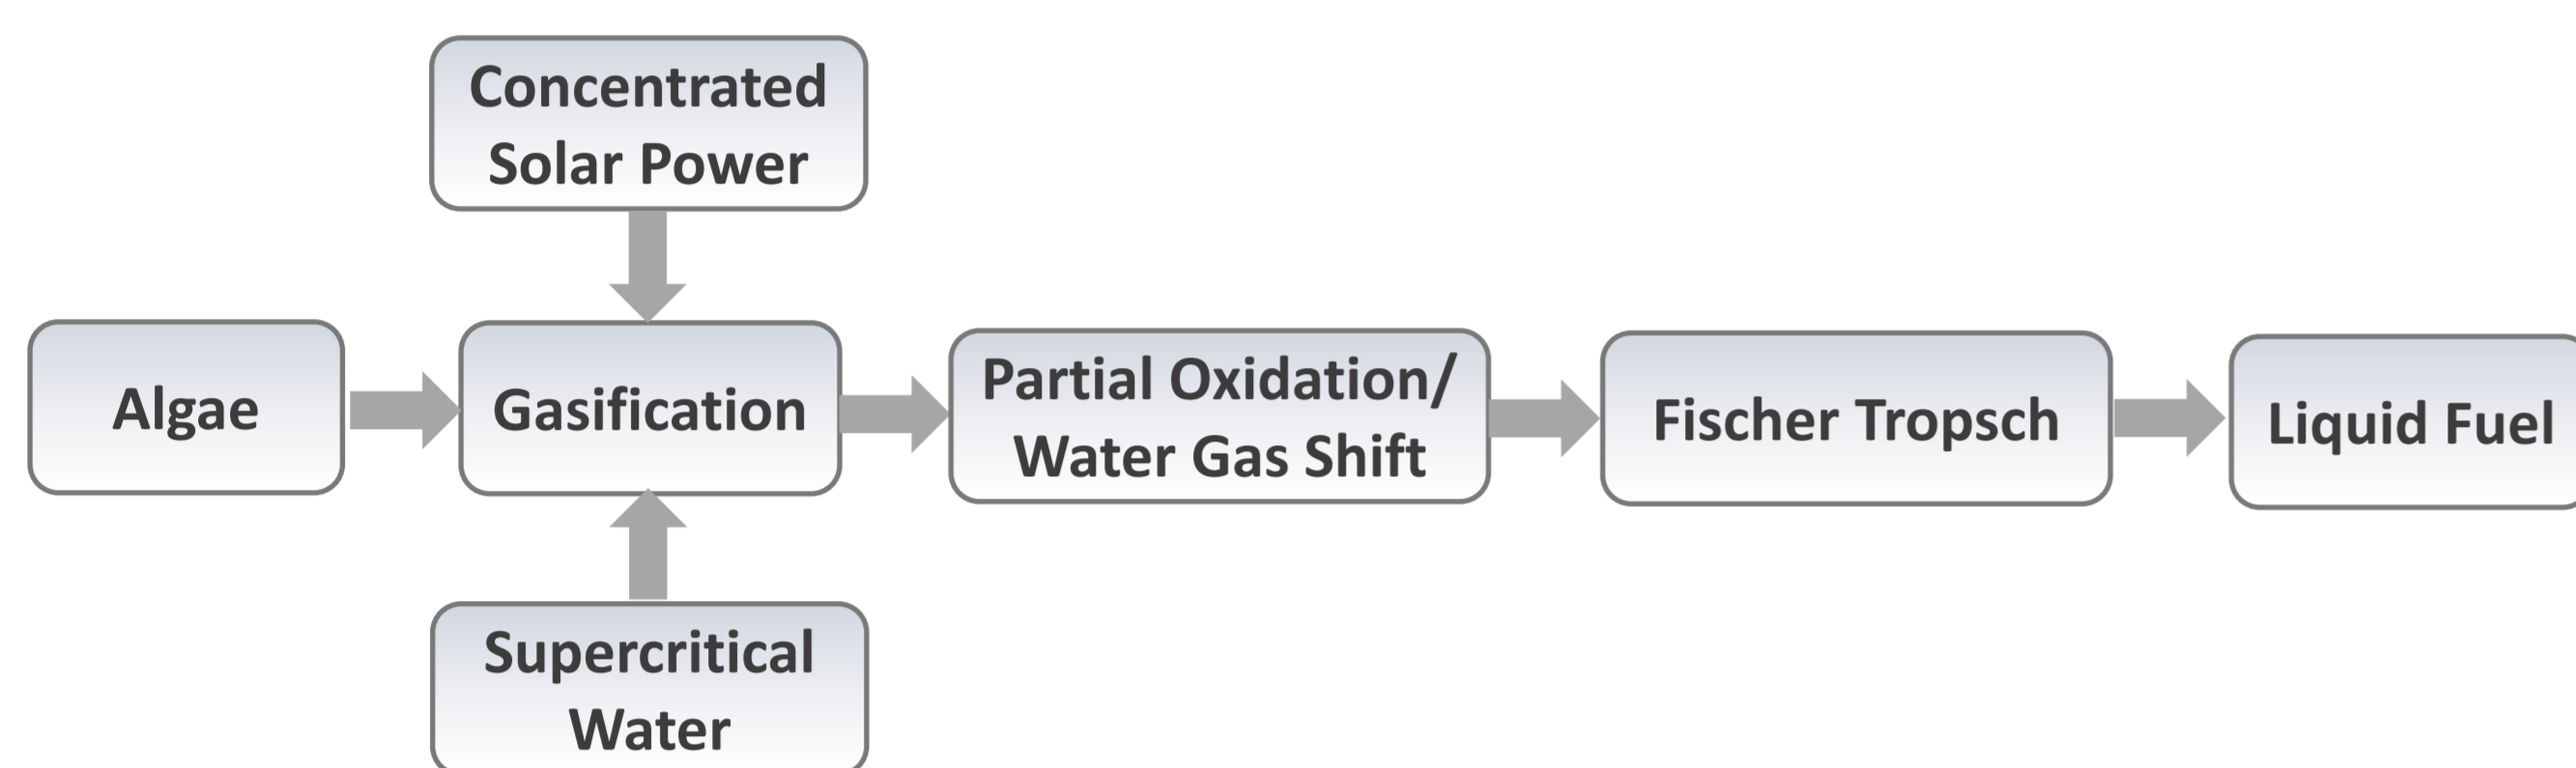 Concentrated
Solar Power
Algae
Gasification
Partial Oxidation/
Water Gas Shift
Fischer Tropsch
Liquid Fuel
Supercritical
Water